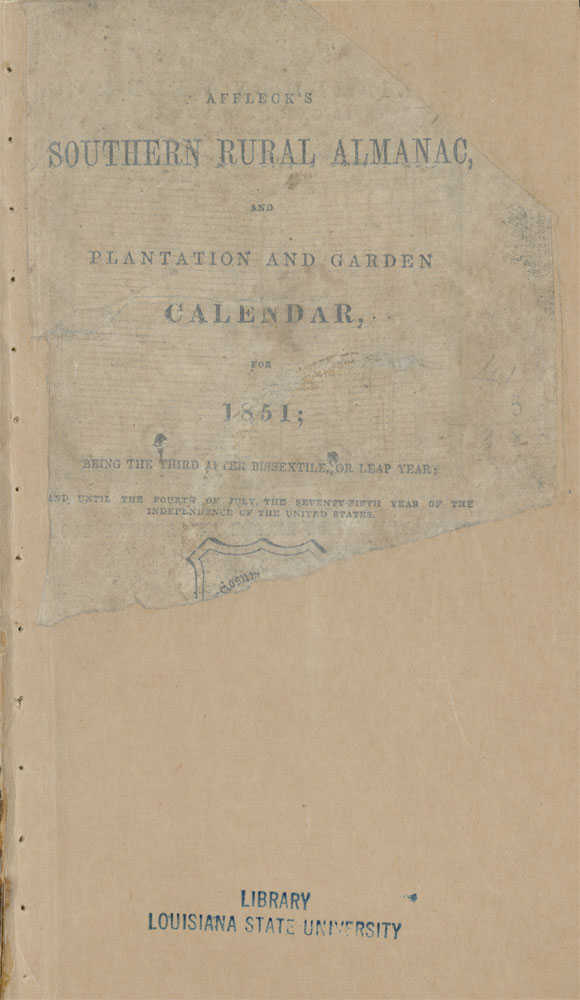 AFFLECK'S
SOUTHERN RURAL ALMANAC,
AND
PLANTATION AND GARDEN
CALENDAR,
FOR
1851;
BEING THE THIRD AFTER BISSEXTILE, OR LEAP YEAR;
AND, UNTIL THE FOURTH OF JULY, THE SEVENTY-FIFTH YEAR OF THE
INDEPENDENCE OF THE UNITED STATES.
LIBRARY
LOUISIANA STATE UNIVERSITY